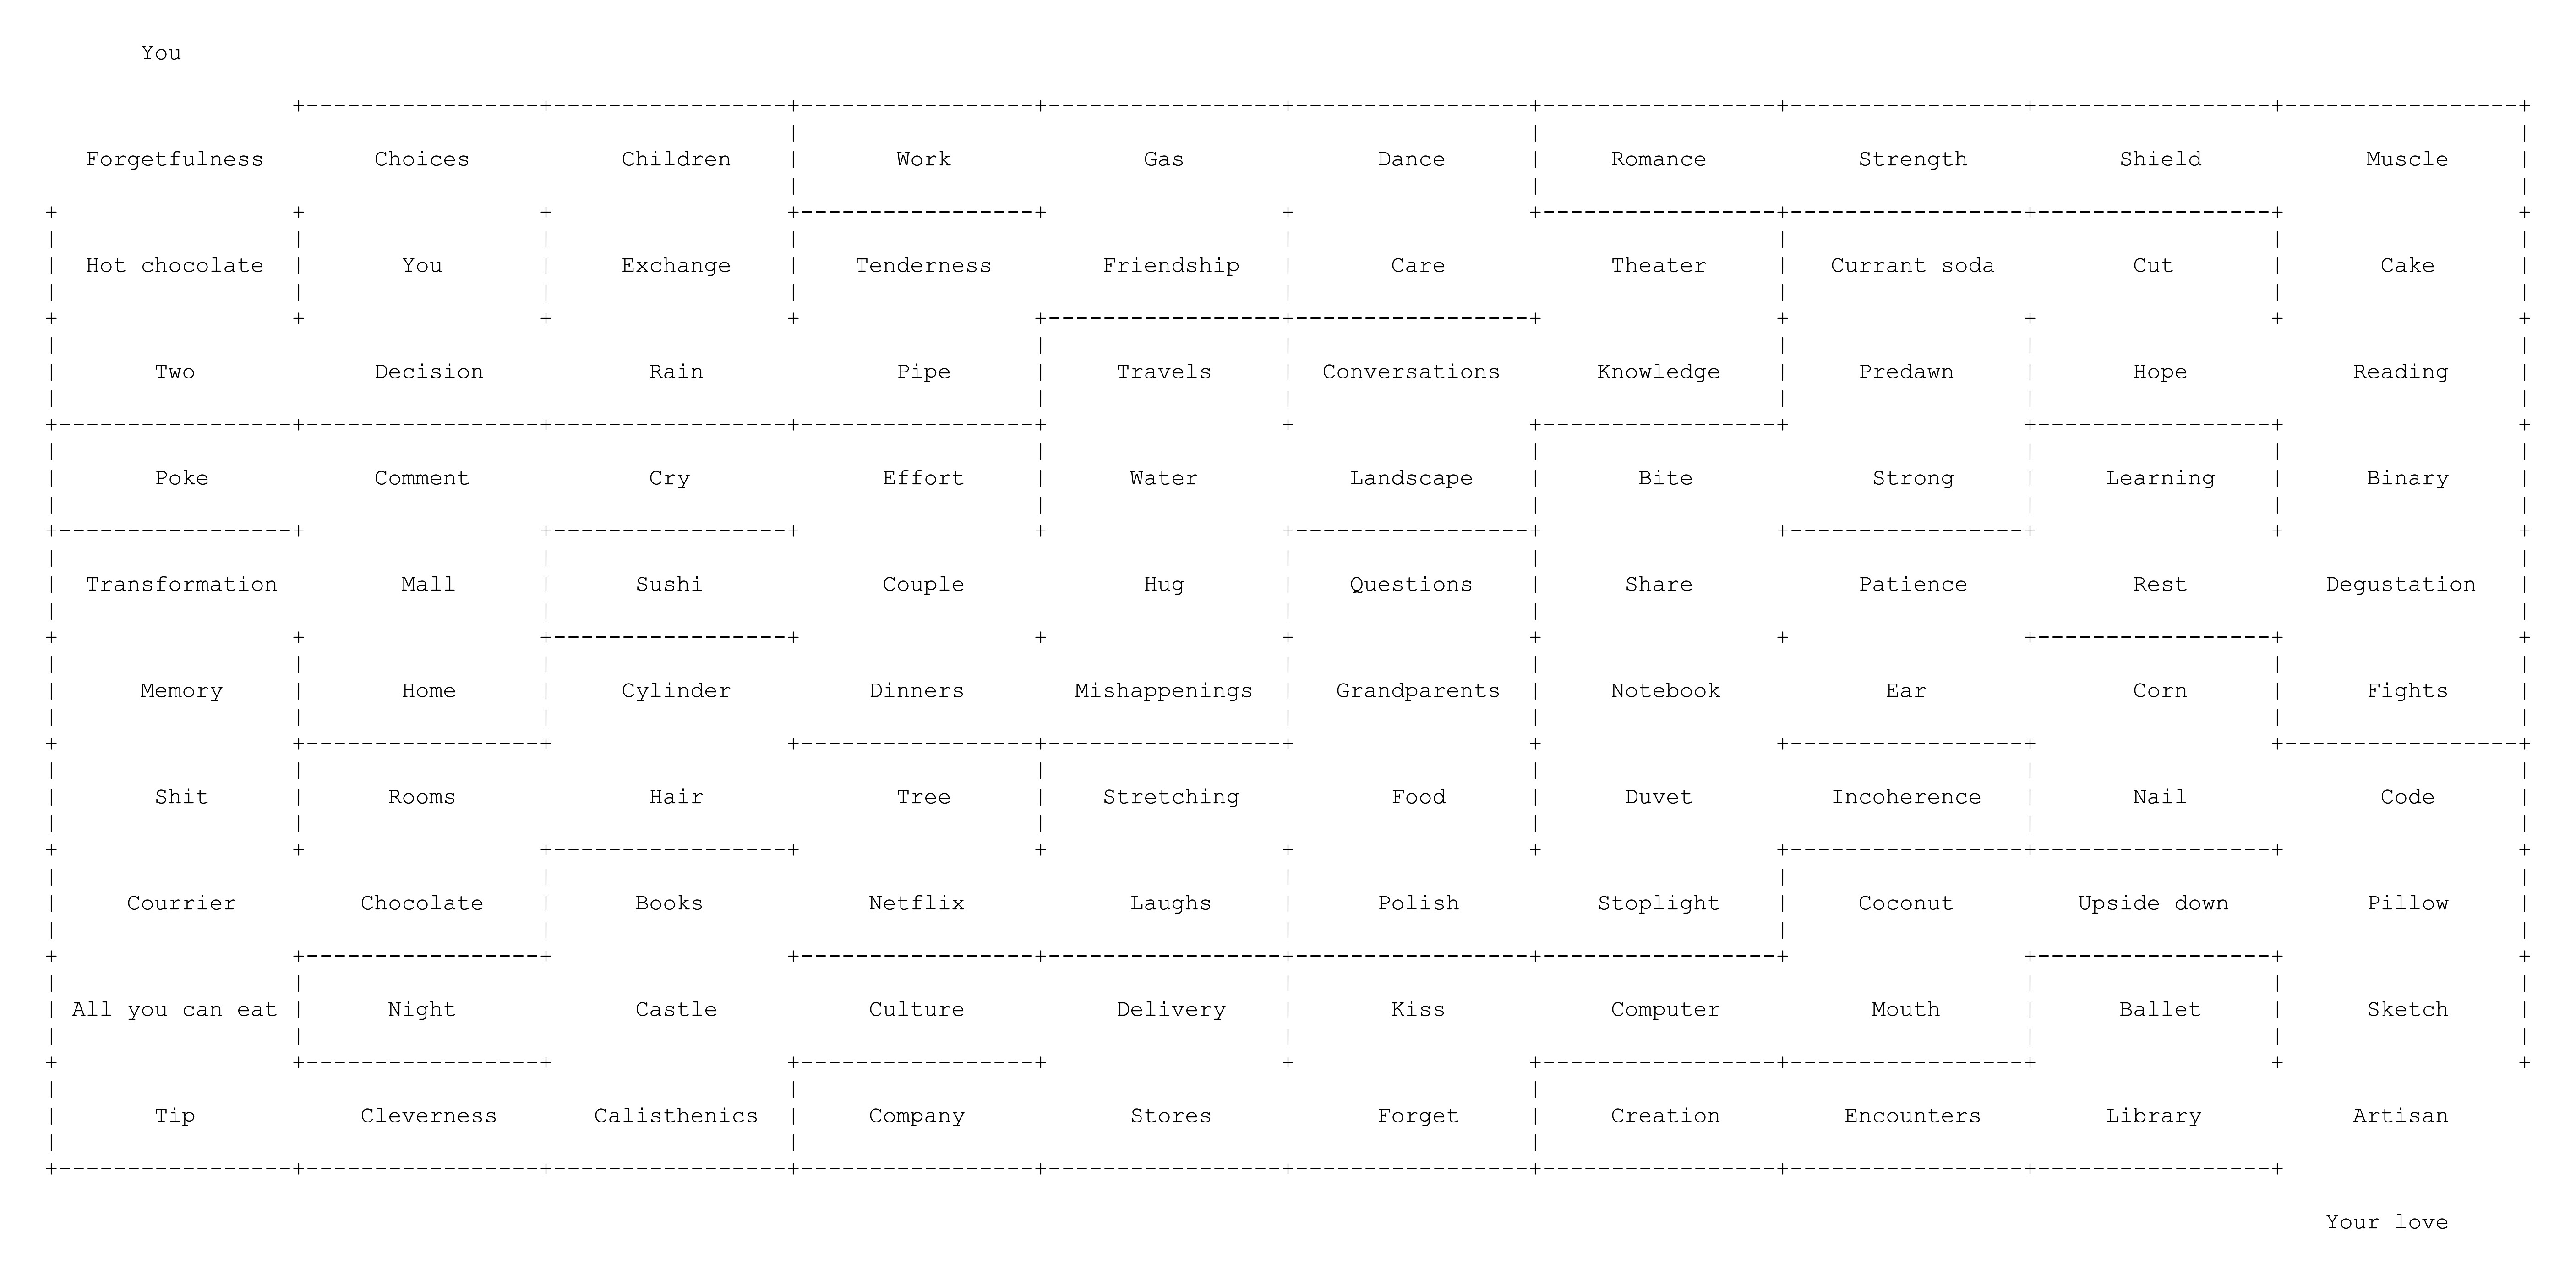 You
Forgetfulness Choices Children Work Gas Dance Romance Strength Shield Muscle
Hot chocolate You Exchange Tenderness Friendship Care Theater Currant soda Cut Cake
Two Decision Rain Pipe Travels Conversations Knowledge Predawn Hope Reading
Poke Comment Cry Effort Water Landscape Bite Strong Learning Binary
Transformation Mall Sushi Couple Hug Questions Share Patience Rest Degustation
Memory Home Cylinder Dinners Mishappenings Grandparents Notebook Ear Corn Fights
Shit Rooms Hair Tree Stretching Food Duvet Incoherence Nail Code
Courrier Chocolate Books Netflix Laughs Polish Stoplight Coconut Upside down Pillow
All you can eat Night Castle Culture Delivery Kiss Computer Mouth Ballet Sketch
Tip Cleverness Calisthenics Company Stores Forget Creation Encounters Library Artisan
Your love